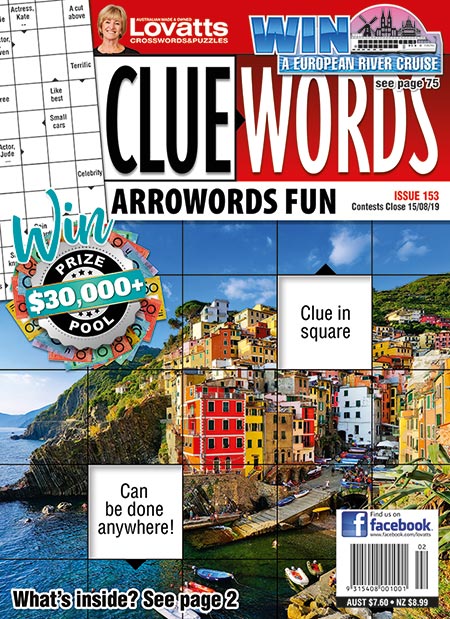 Actress,
Kate
...
A cut
above
Terrific
Like
best
Small
cars
Actor,
Jude
...
Celebrity
AUSTRALIAN MADE & OWNED
Lovatts
CROSSWORDS&PUZZLES
WIN
A EUROPEAN RIVER CRUISE
see page 75
CLUEWORDS
ARROWORDS FUN
ISSUE 153
Contests Close 15/08/19
Win
PRIZE
$30,000+
POOL
Clue in
square
Can
be done
anywhere!
Find us on
facebook.
www.facebook.com/lovatts
02
9 315408 001001
What's inside? See page 2
AUST $7.60 • NZ $8.99